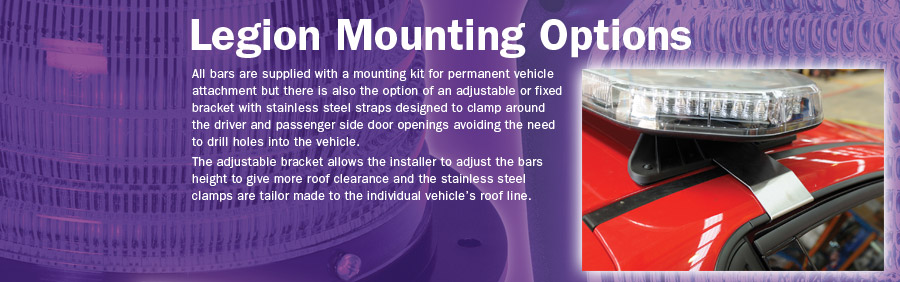 Legion Mounting Options
All bars are supplied with a mounting kit for permanent vehicle
attachment but there is also the option of an adjustable or fixed
bracket with stainless steel straps designed to clamp around
the driver and passenger side door openings avoiding the need
to drill holes into the vehicle.
The adjustable bracket allows the installer to adjust the bars
height to give more roof clearance and the stainless steel
clamps are tailor made to the individual vehicle's roof line.